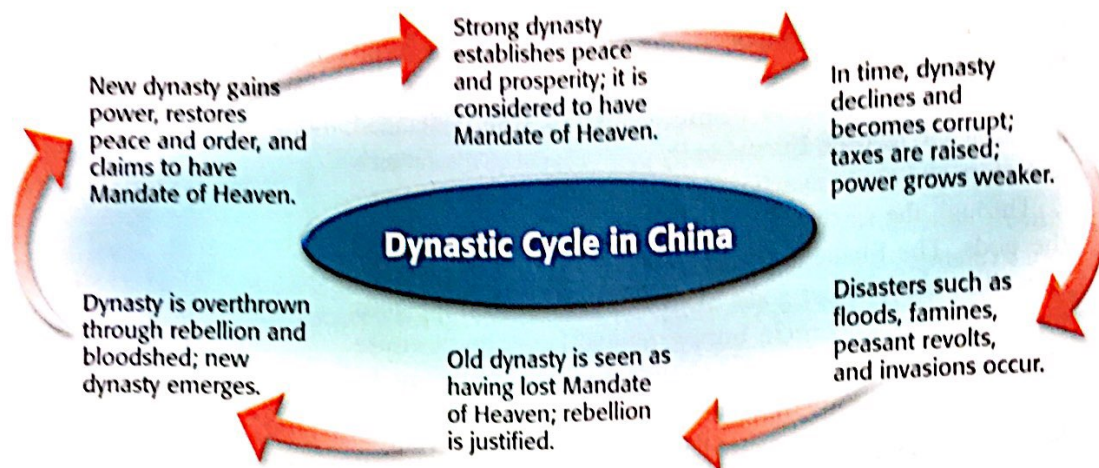 Strong dynasty
establishes peace
and prosperity; it is
considered to have
Mandate of Heaven.
In time, dynasty
declines and
becomes corrupt;
taxes are raised;
power grows weaker.
Disasters such as
floods, famines,
peasant revolts,
and invasions occur.
Old dynasty is seen as
having lost Mandate
of Heaven; rebellion
is justified.
Dynasty is overthrown
through rebellion and
bloodshed; new
dynasty emerges.
New dynasty gains
power, restores
peace and order, and
claims to have
Mandate of Heaven.
Dynastic Cycle in China